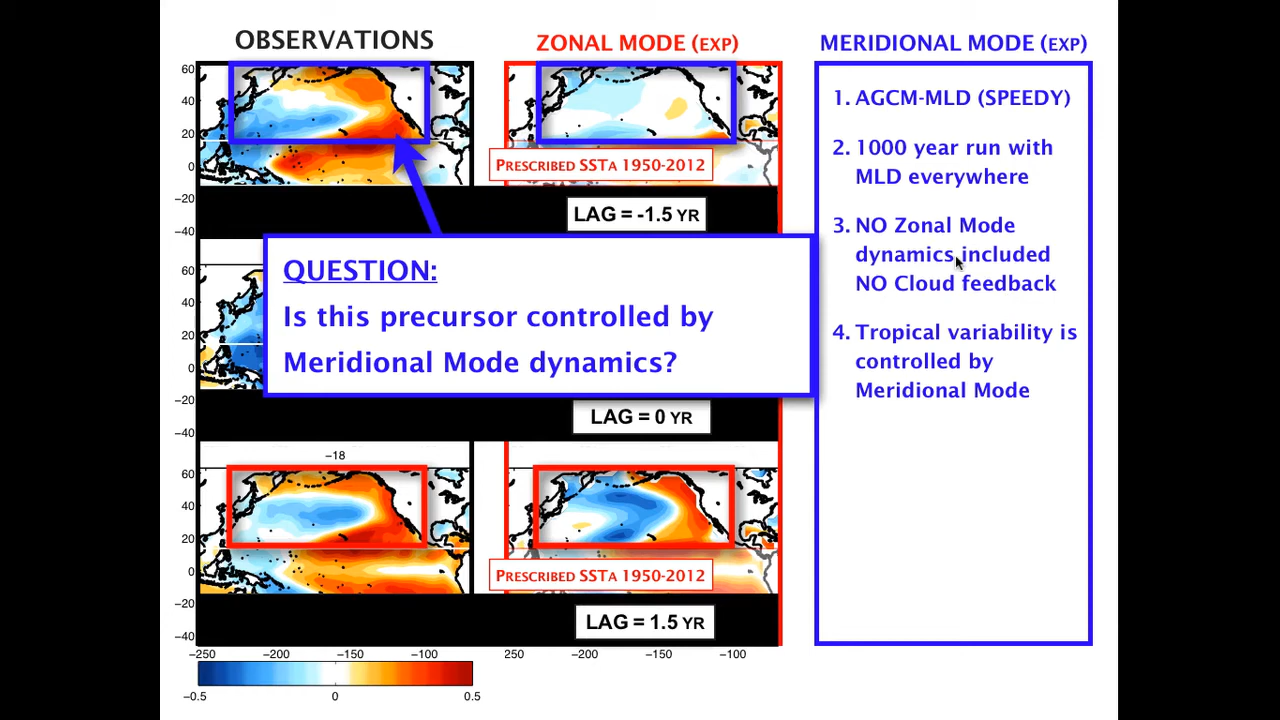 OBSERVATIONS
ZONAL MODE (EXP)
MERIDIONAL MODE (EXP)
60
40
20
0
−20
−40
PRESCRIBED SSTA 1950-2012
LAG = -1.5 YR
1. AGCM-MLD (SPEEDY)
2. 1000 year run with
MLD everywhere
3. NO Zonal Mode
dynamics included
NO Cloud feedback
4. Tropical variability is
controlled by
Meridional Mode
60
40
20
0
−20
−40
QUESTION:
Is this precursor controlled by
Meridional Mode dynamics?
LAG = 0 YR
−18
60
40
20
0
−20
−40
PRESCRIBED SSTA 1950-2012
LAG = 1.5 YR
−250 −200 −150 −100
250 −200 −150 −100
−0.5 0 0.5